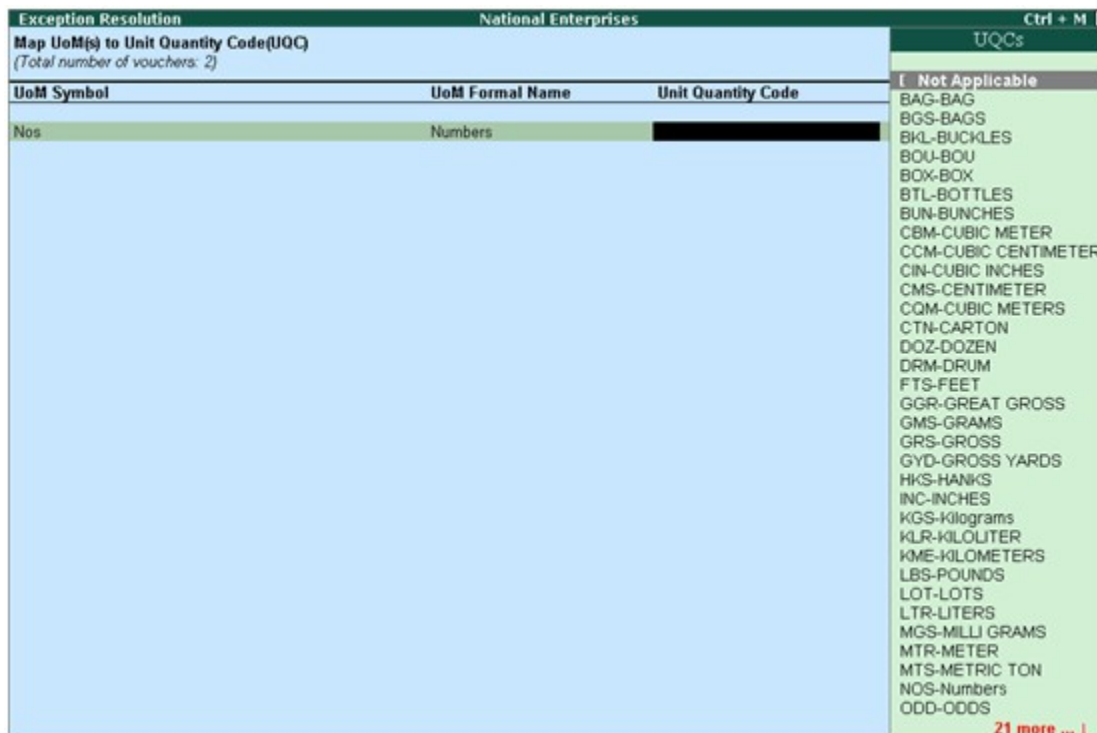 Exception Resolution National Enterprises Ctrl + M
Map UoM(s) to Unit Quantity Code(UQC)
(Total number of vouchers: 2)
UoM Symbol UoM Formal Name Unit Quantity Code
Nos Numbers
UQCs
Not Applicable
BAG-BAG
BGS-BAGS
BKL-BUCKLES
BOU-BOU
BOX-BOX
BTL-BOTTLES
BUN-BUNCHES
CBM-CUBIC METER
CCM-CUBIC CENTIMETER
CIN-CUBIC INCHES
CMS-CENTIMETER
CQM-CUBIC METERS
CTN-CARTON
DOZ-DOZEN
DRM-DRUM
FTS-FEET
GGR-GREAT GROSS
GMS-GRAMS
GRS-GROSS
GYD-GROSS YARDS
HKS-HANKS
INC-INCHES
KGS-Kilograms
KLR-KILOLITER
KME-KILOMETERS
LBS-POUNDS
LOT-LOTS
LTR-LITERS
MGS-MILLI GRAMS
MTR-METER
MTS-METRIC TON
NOS-Numbers
ODD-ODDS
21 more ...